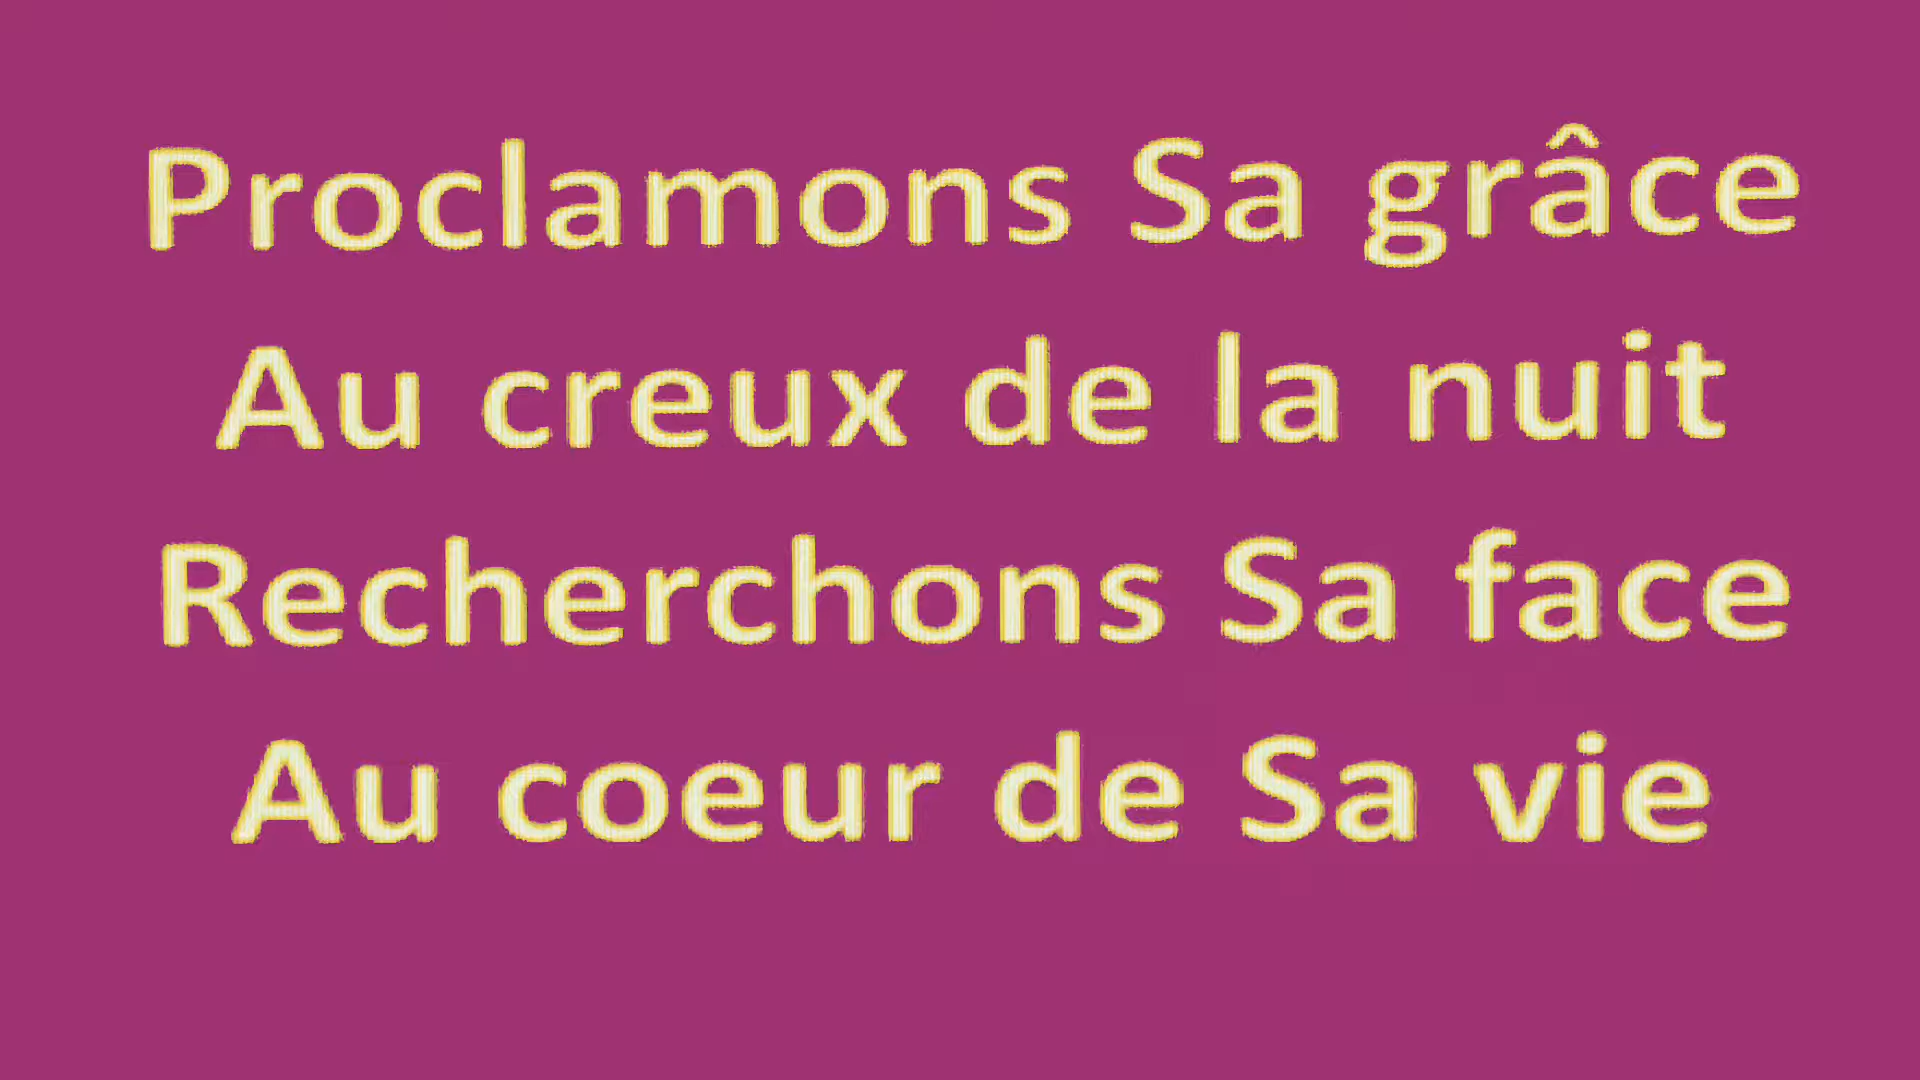 Proclamons Sa grâce
Au creux de la nuit
Recherchons Sa face
Au coeur de Sa vie